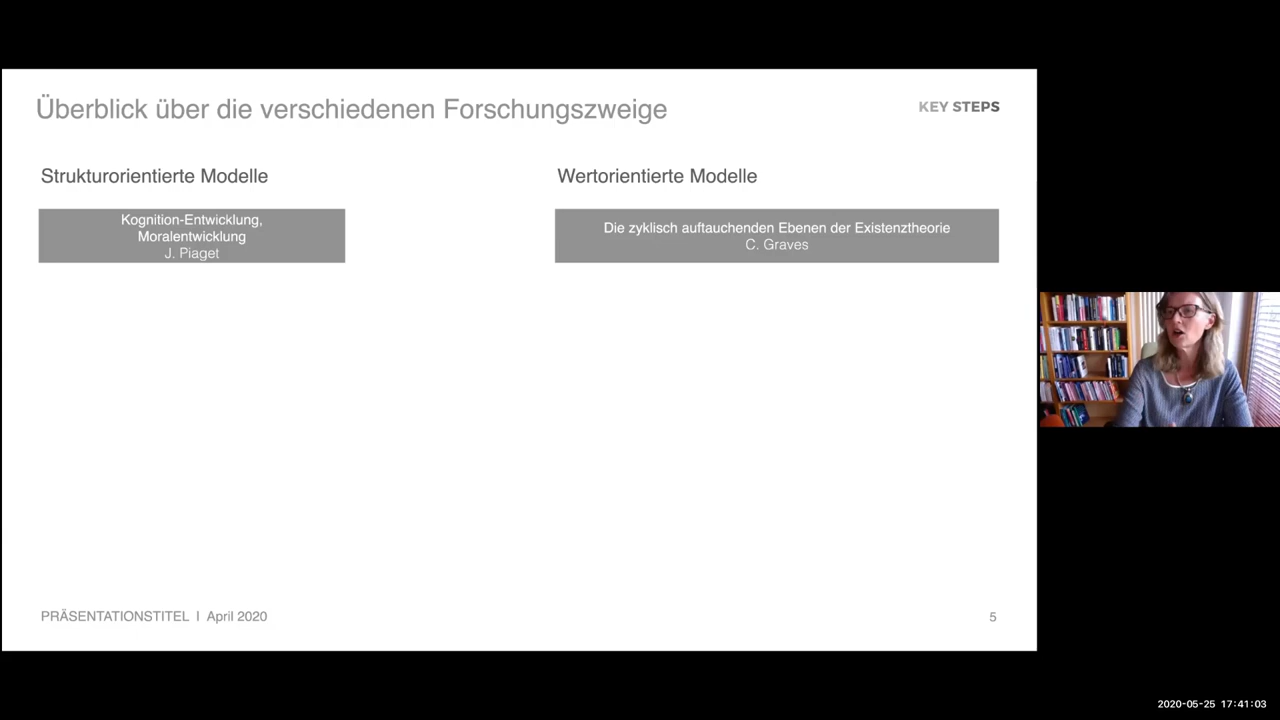 Überblick über die verschiedenen Forschungszweige
KEY STEPS
Strukturorientierte Modelle
Wertorientierte Modelle
Kognition-Entwicklung,
Moralentwicklung
J. Piaget
Die zyklisch auftauchenden Ebenen der Existenztheorie
C. Graves
PRÄSENTATIONSTITEL I April 2020
5
2020-05-25 17:41:03